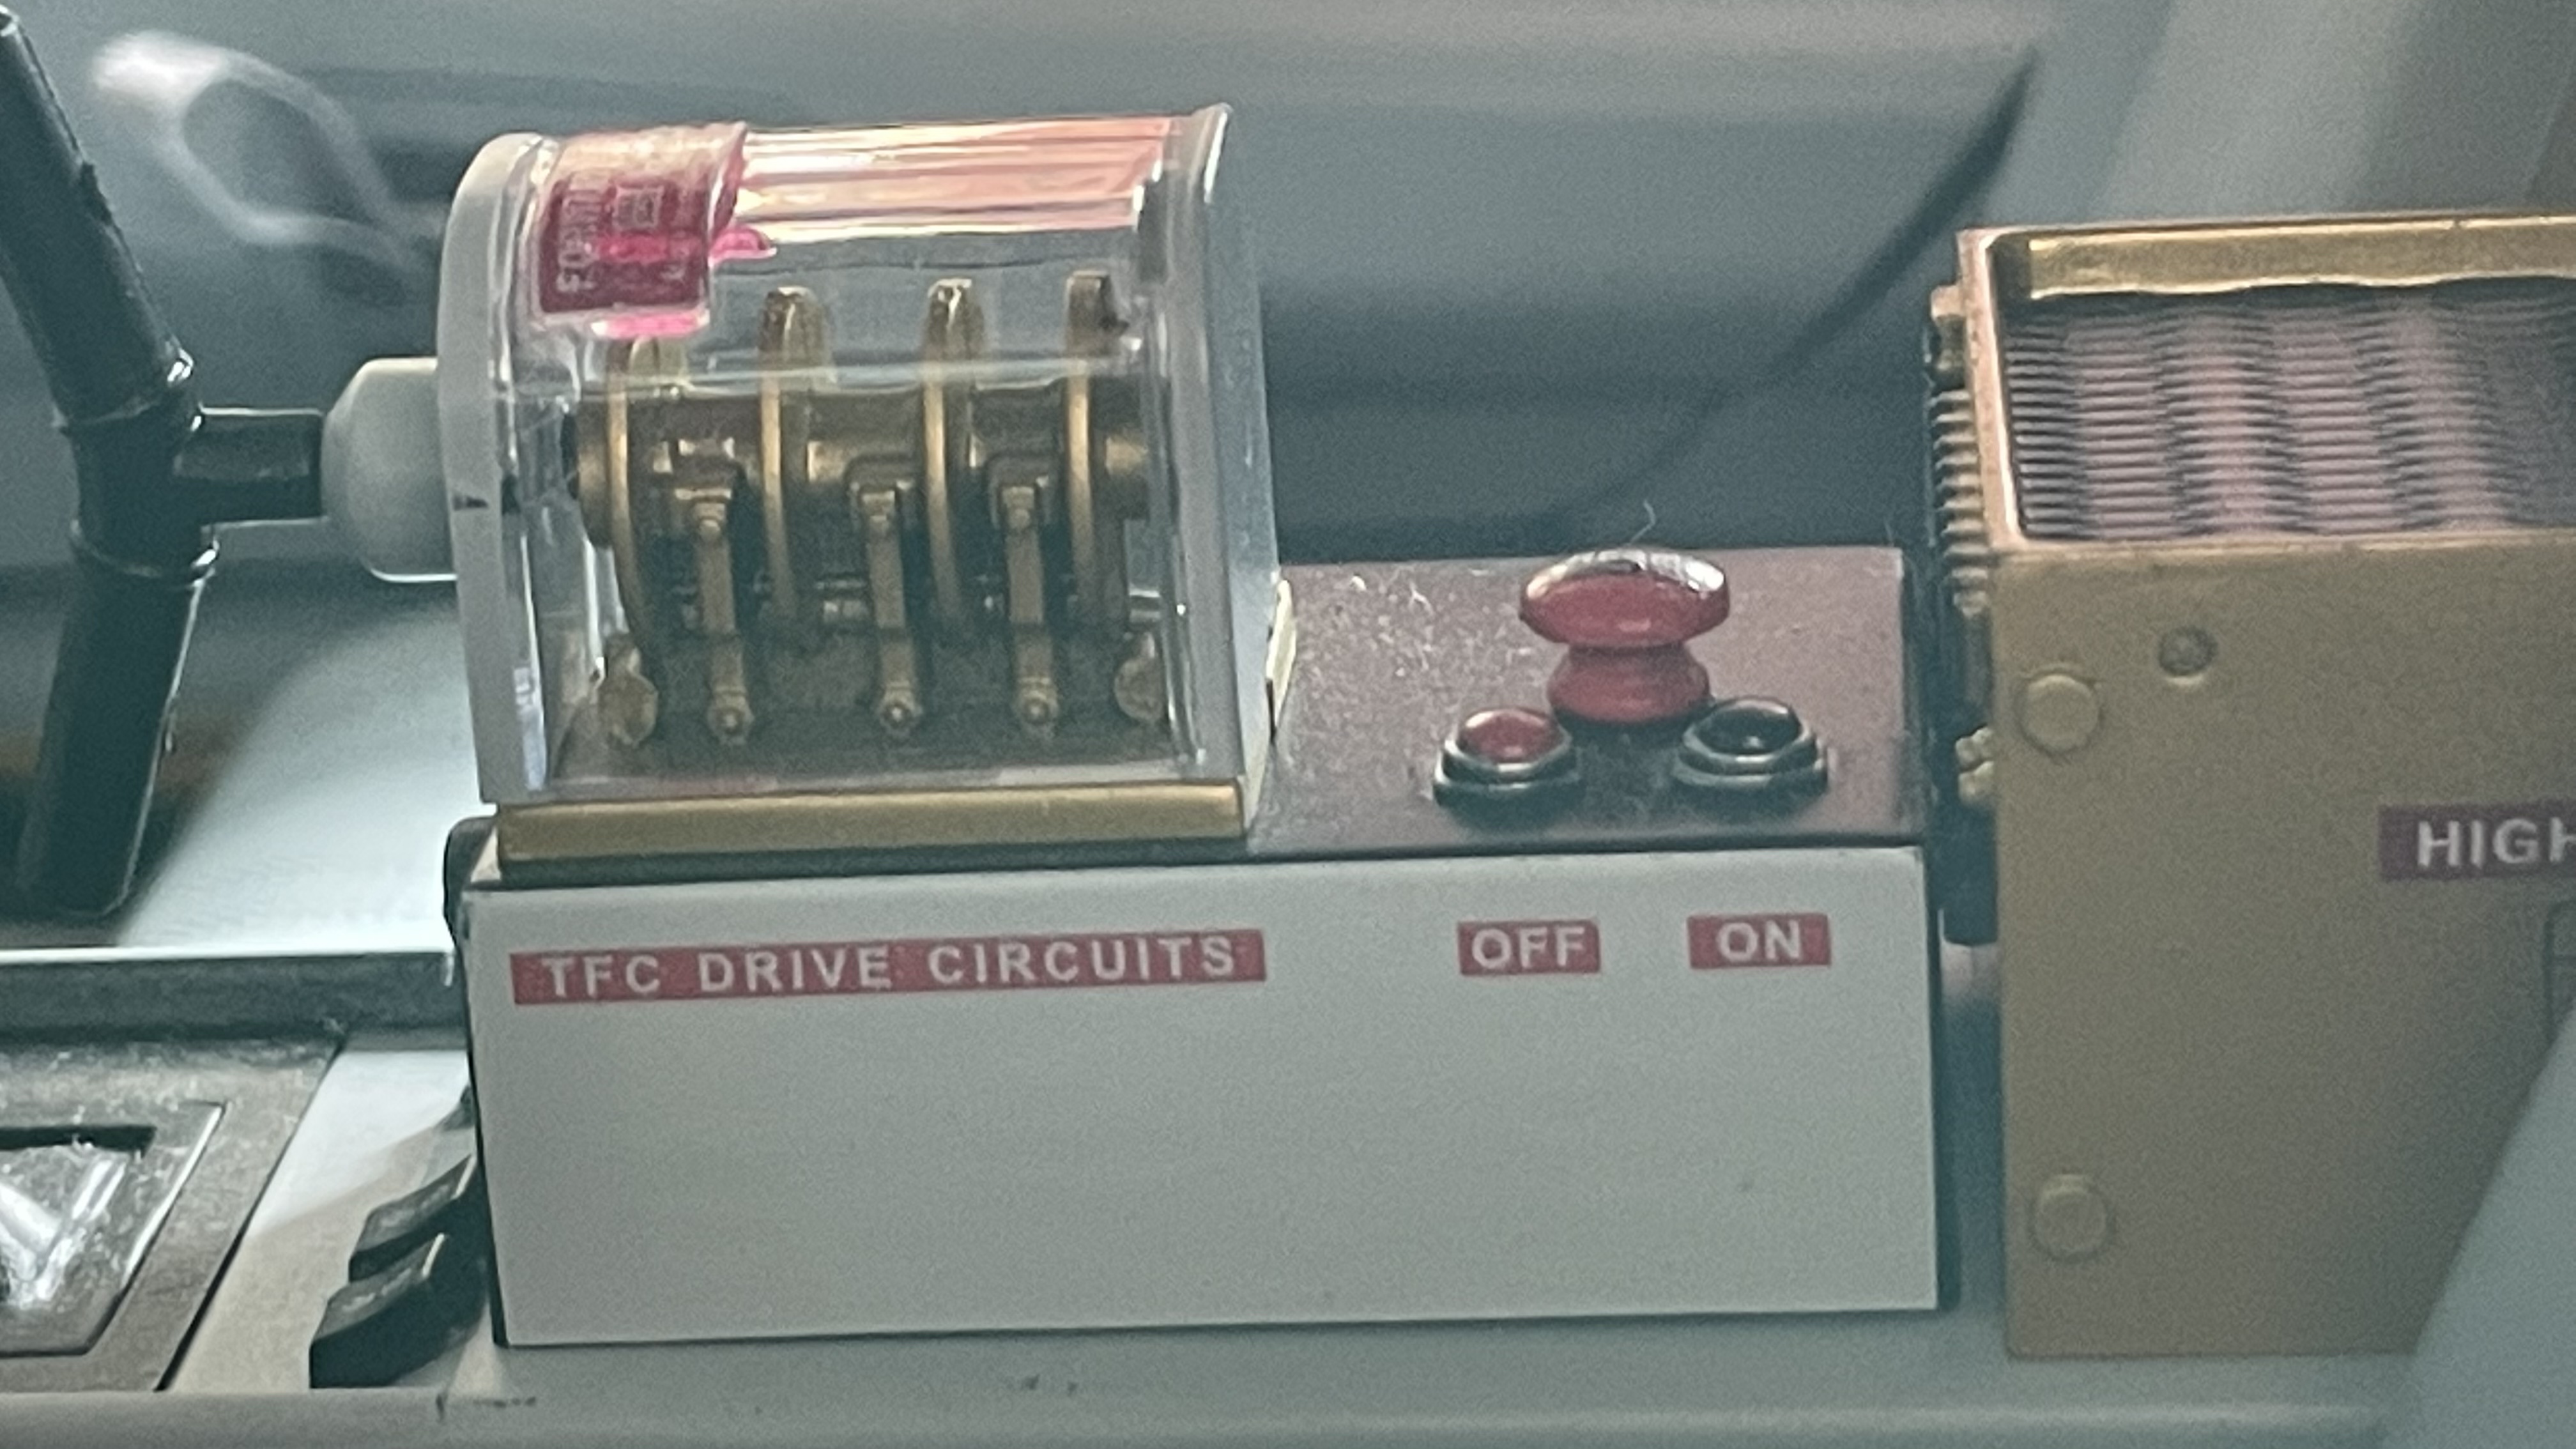 TFC DRIVE CIRCUITS
OFF
ON
HIGH